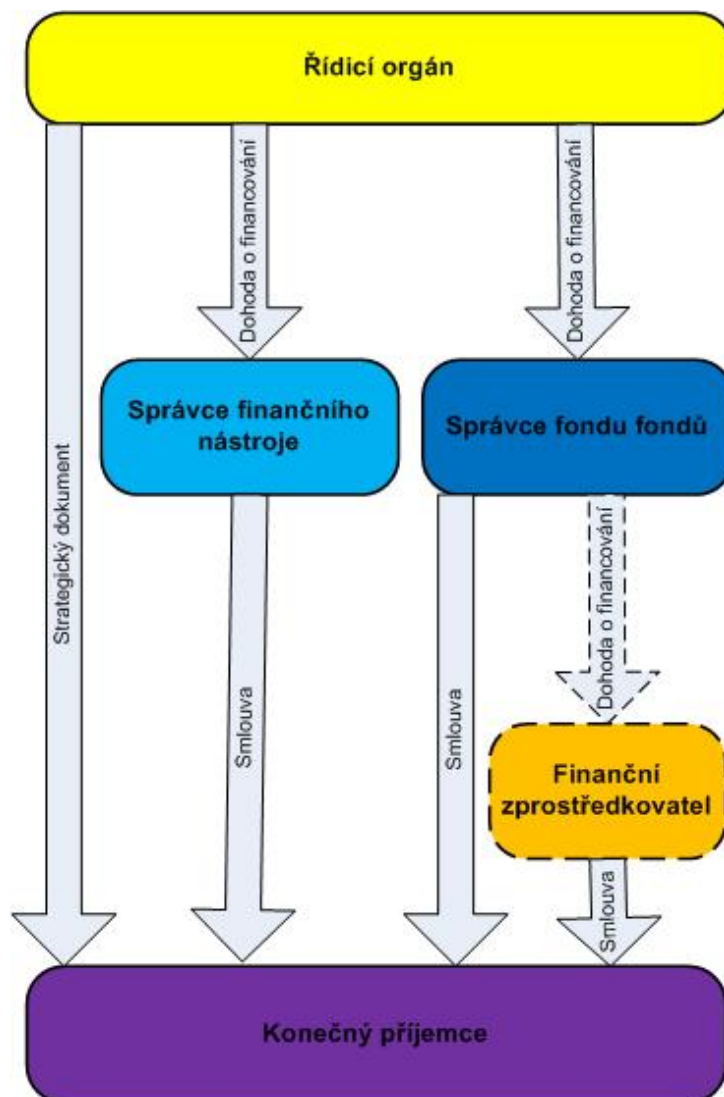 Řídicí orgán
Dohoda o financování
Dohoda o financování
Strategický dokument
Správce finančního
nástroje
Správce fondu fondů
Dohoda o financování
Smlouva
Smlouva
Finanční
zprostředkovatel
Smlouva
Konečný příjemce